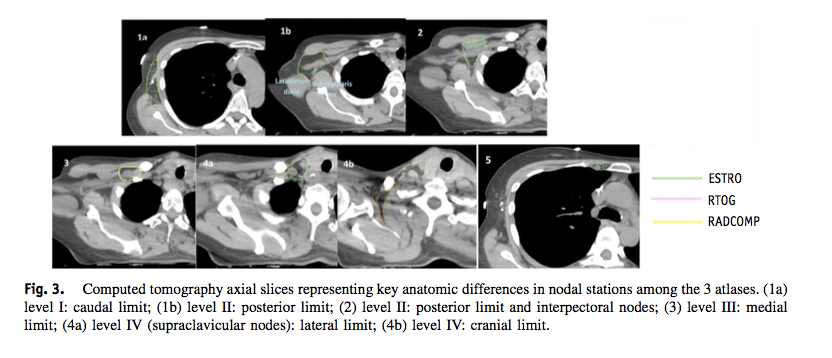 1a
1b
2
Latissimus
dorsi
3
4a
4b
5
ESTRO
RTOG
RADCOMP
Fig. 3. Computed tomography axial slices representing key anatomic differences in nodal stations among the 3 atlases. (1a)
level I: caudal limit; (1b) level II: posterior limit; (2) level II: posterior limit and interpectoral nodes; (3) level III: medial
limit; (4a) level IV (supraclavicular nodes): lateral limit; (4b) level IV: cranial limit.